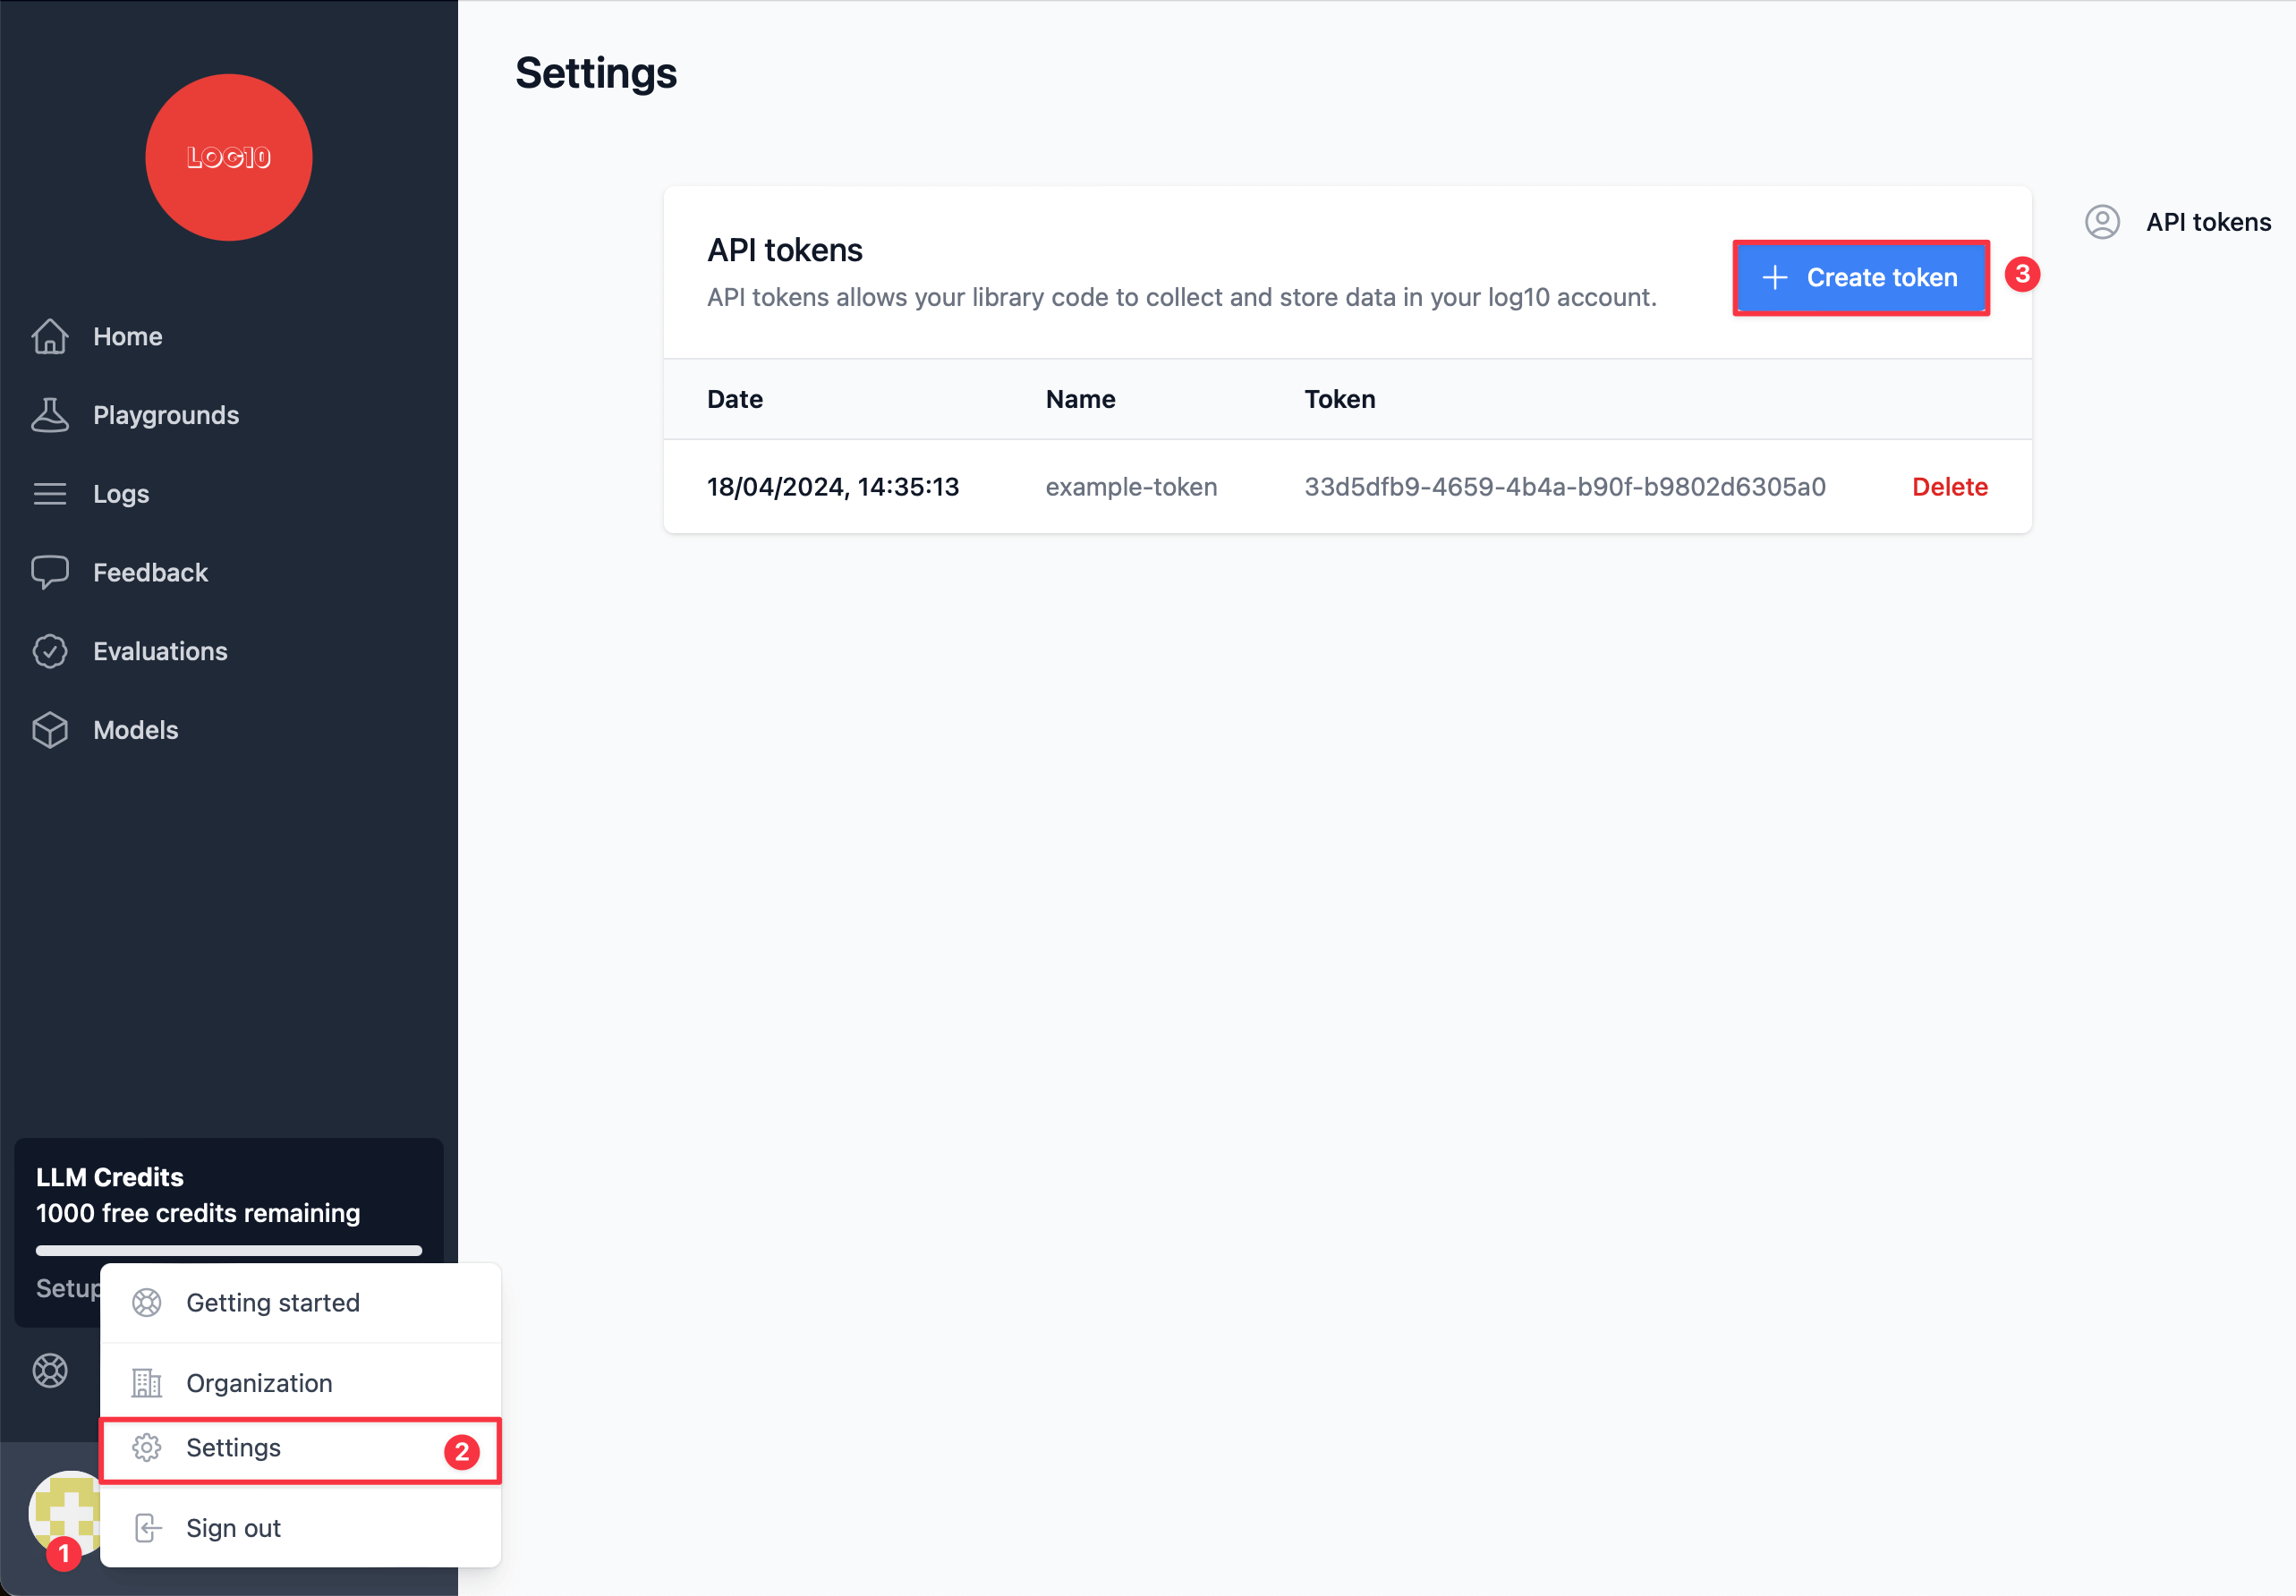 LOG10
Home
Playgrounds
Logs
Feedback
Evaluations
Models
LLM Credits
1000 free credits remaining
Setup
Getting started
Organization
Settings 2
Sign out
1
Settings
API tokens
API tokens allows your library code to collect and store data in your log10 account.
Create token 3
Date Name Token
18/04/2024, 14:35:13 example-token 33d5dfb9-4659-4b4a-b90f-b9802d6305a0 Delete
API tokens